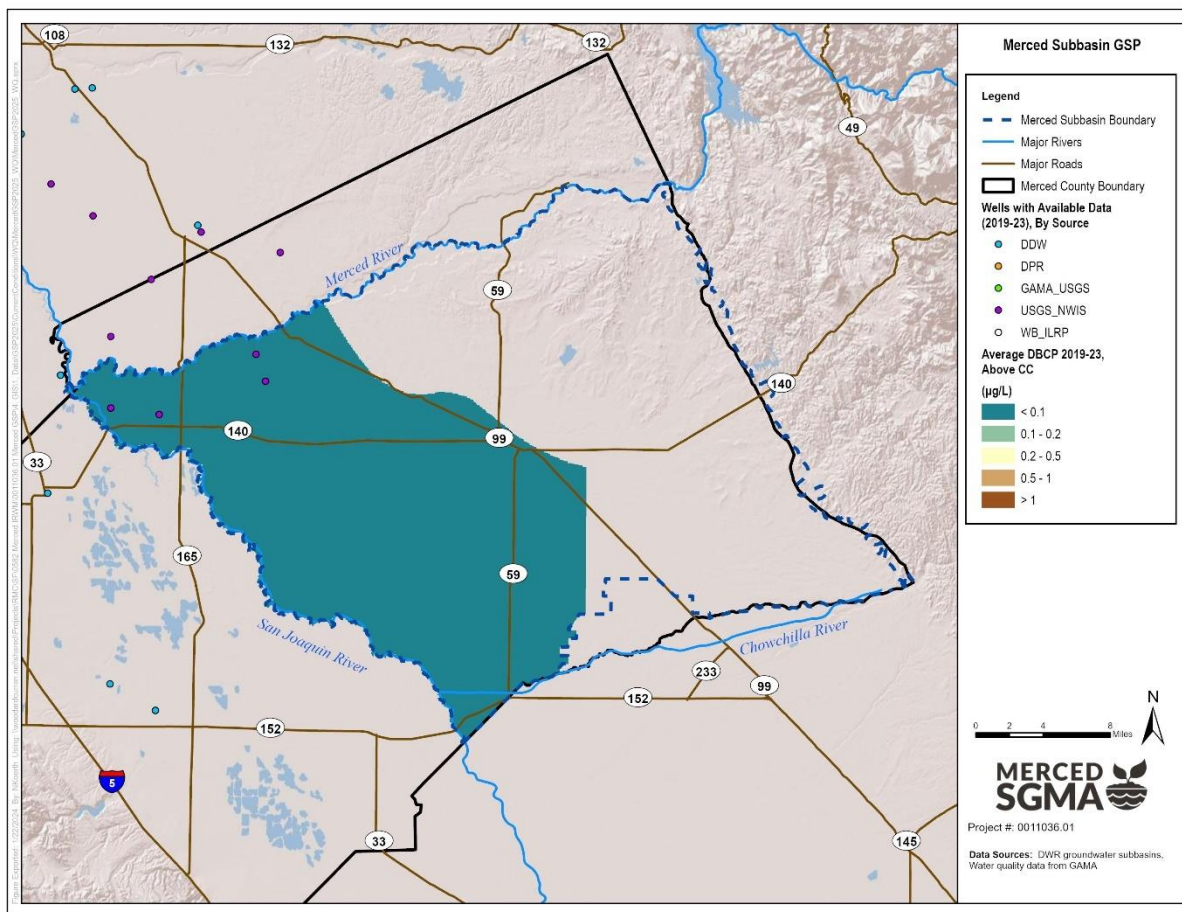 108
132
132
49
Merced River
59
140
140
99
33
165
59
San Joaquin River
Chowchilla River
233
99
152
152
5
33
145
Merced Subbasin GSP
Legend
Merced Subbasin Boundary
Major Rivers
Major Roads
Merced County Boundary
Wells with Available Data
(2019-23), By Source
DDW
DPR
GAMA_USGS
USGS_NWIS
WB_ILRP
Average DBCP 2019-23,
Above CC
(µg/L)
< 0.1
0.1 - 0.2
0.2 - 0.5
0.5 - 1
> 1
N
0 2 4 8
Miles
MERCED
SGMA
Project #: 0011036.01
Data Sources: DWR groundwater subbasins,
Water quality data from GAMA